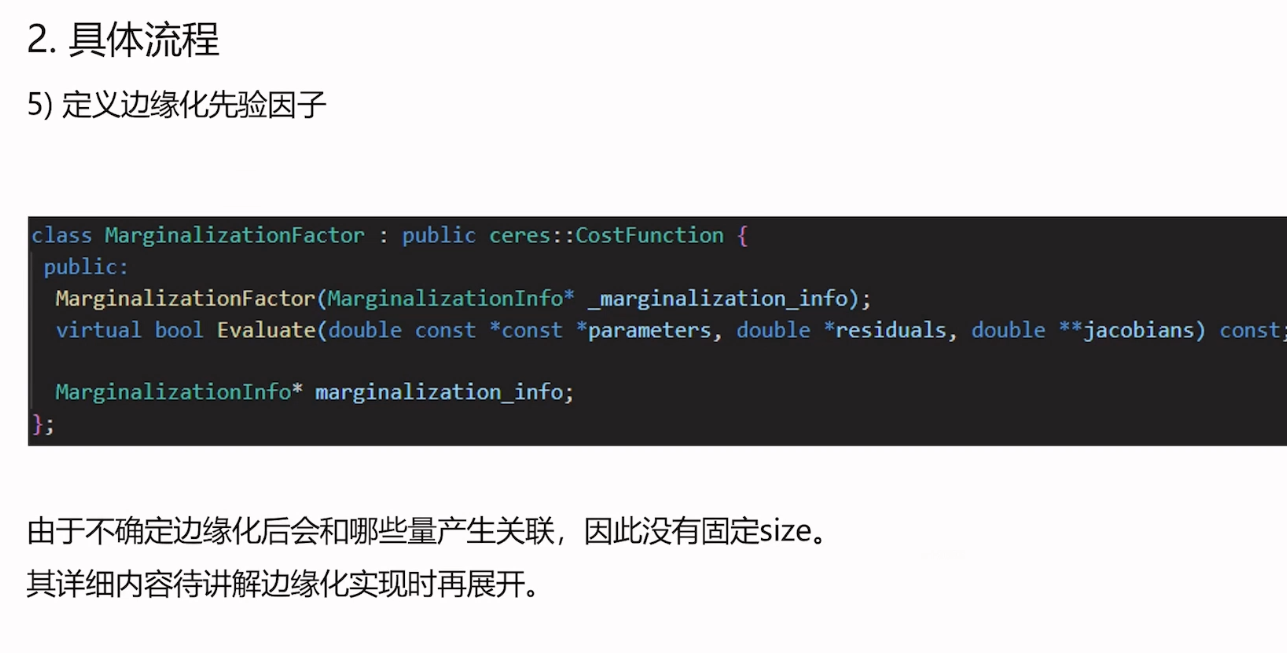 2. 具体流程
5) 定义边缘化先验因子
class MarginalizationFactor : public ceres::CostFunction {
public:
MarginalizationFactor(MarginalizationInfo* _marginalization_info);
virtual bool Evaluate(double const *const *parameters, double *residuals, double **jacobians) const;
MarginalizationInfo* marginalization_info;
};
由于不确定边缘化后会和哪些量产生关联，因此没有固定size。
其详细内容待讲解边缘化实现时再展开。